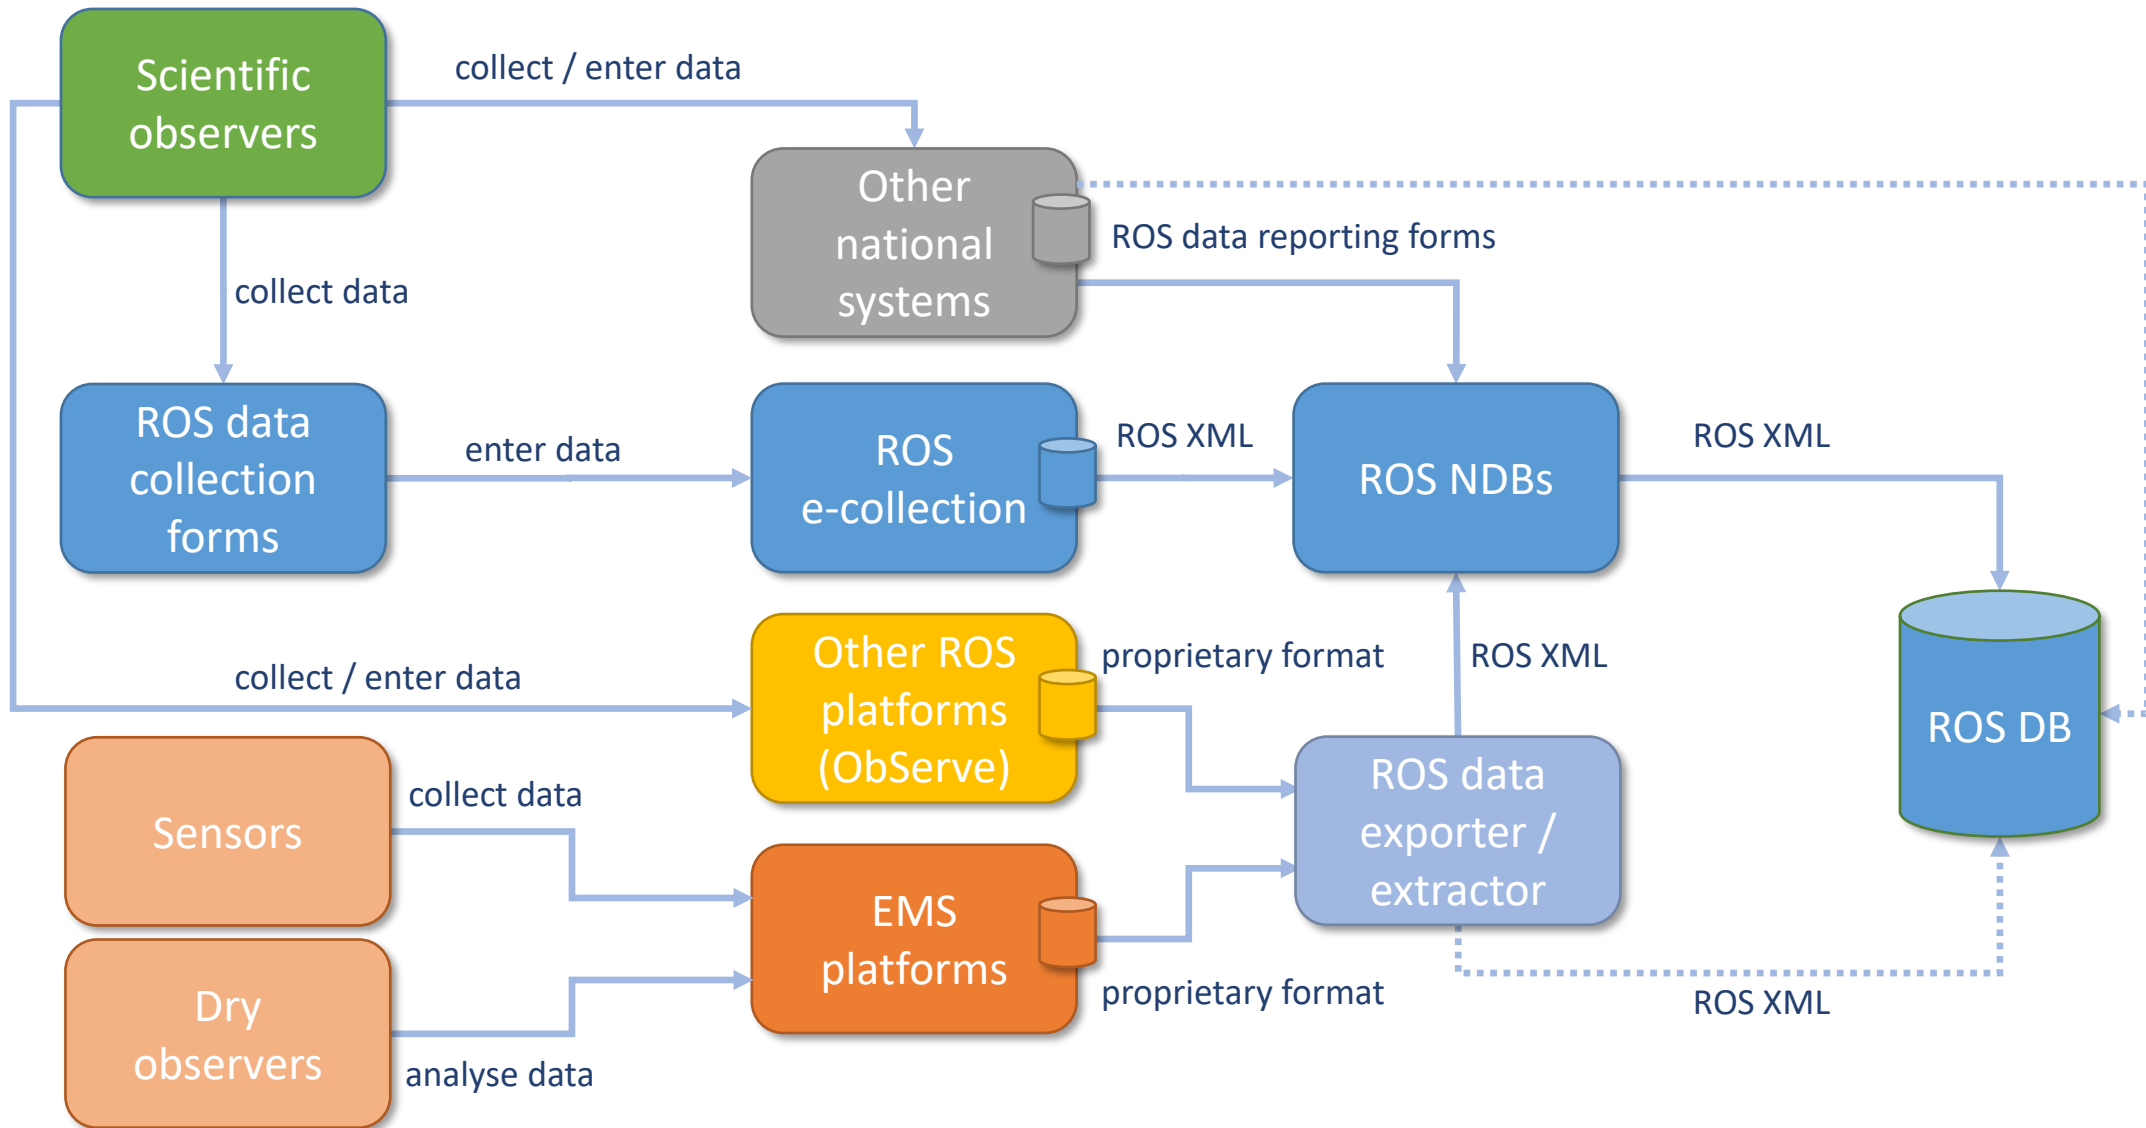 Scientific
observers
collect / enter data
Other
national
systems
ROS data reporting forms
collect data
ROS data
collection
forms
enter data
ROS
e-collection
ROS XML
ROS NDBs
ROS XML
Other ROS
platforms
(ObServe)
proprietary format
ROS XML
collect / enter data
ROS DB
Sensors
collect data
ROS data
exporter /
extractor
EMS
platforms
proprietary format
ROS XML
Dry
observers
analyse data